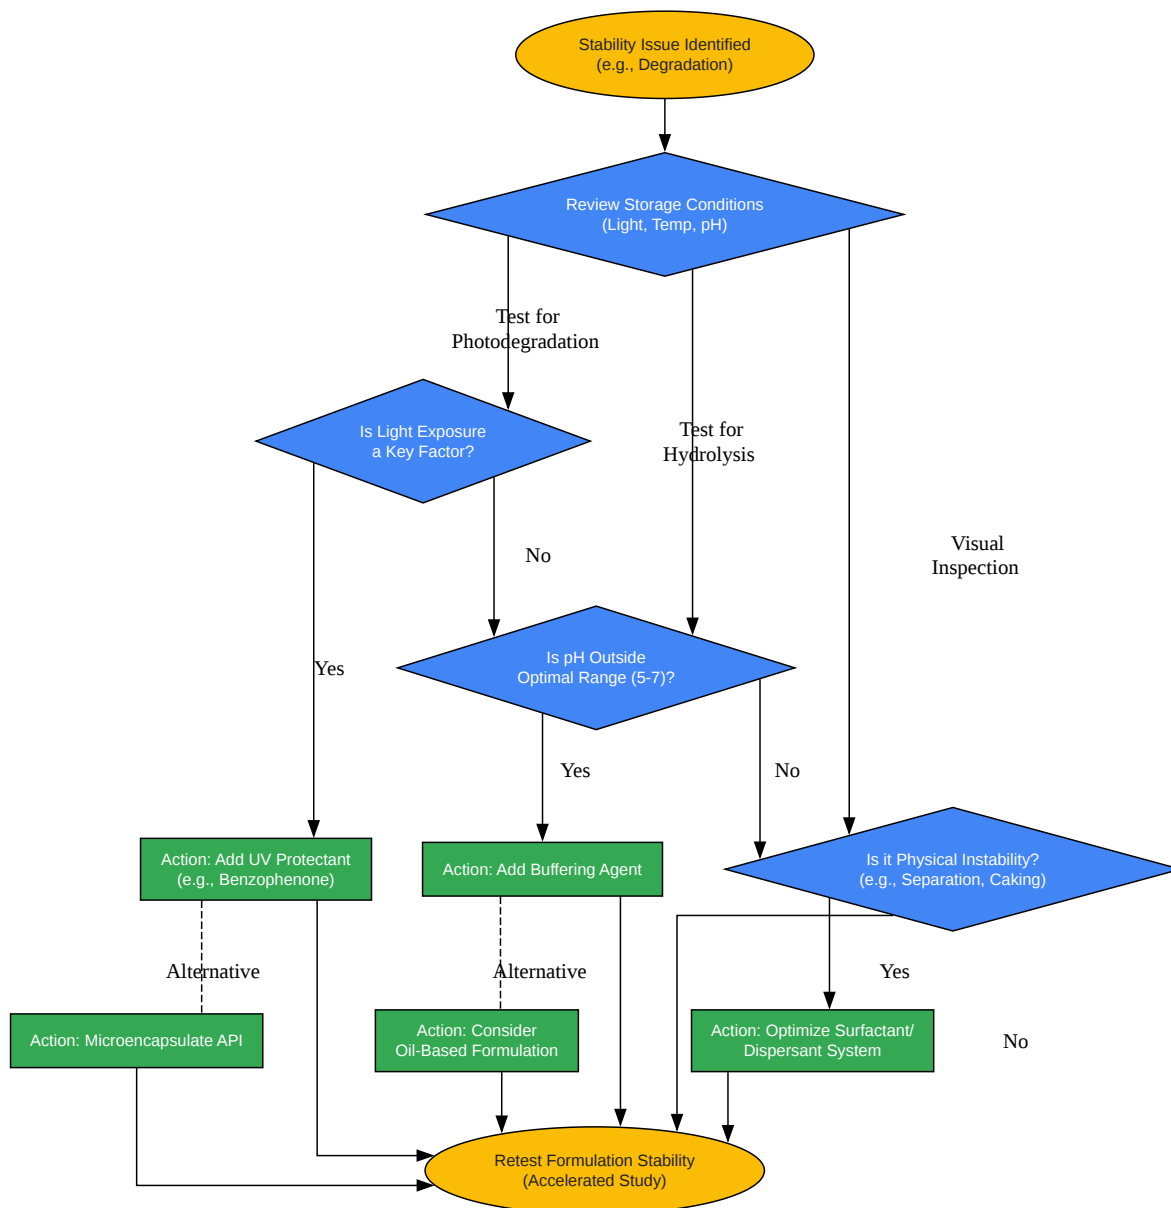 Stability Issue Identified
(e.g., Degradation)
Review Storage Conditions
(Light, Temp, pH)
Test for
Photodegradation
Is Light Exposure
a Key Factor?
Test for
Hydrolysis
No
Visual
Inspection
Is pH Outside
Optimal Range (5-7)?
Yes
Yes
No
Action: Add UV Protectant
(e.g., Benzophenone)
Action: Add Buffering Agent
Is it Physical Instability?
(e.g., Separation, Caking)
Alternative
Alternative
Yes
Action: Microencapsulate API
Action: Consider
Oil-Based Formulation
Action: Optimize Surfactant/
Dispersant System
No
Retest Formulation Stability
(Accelerated Study)